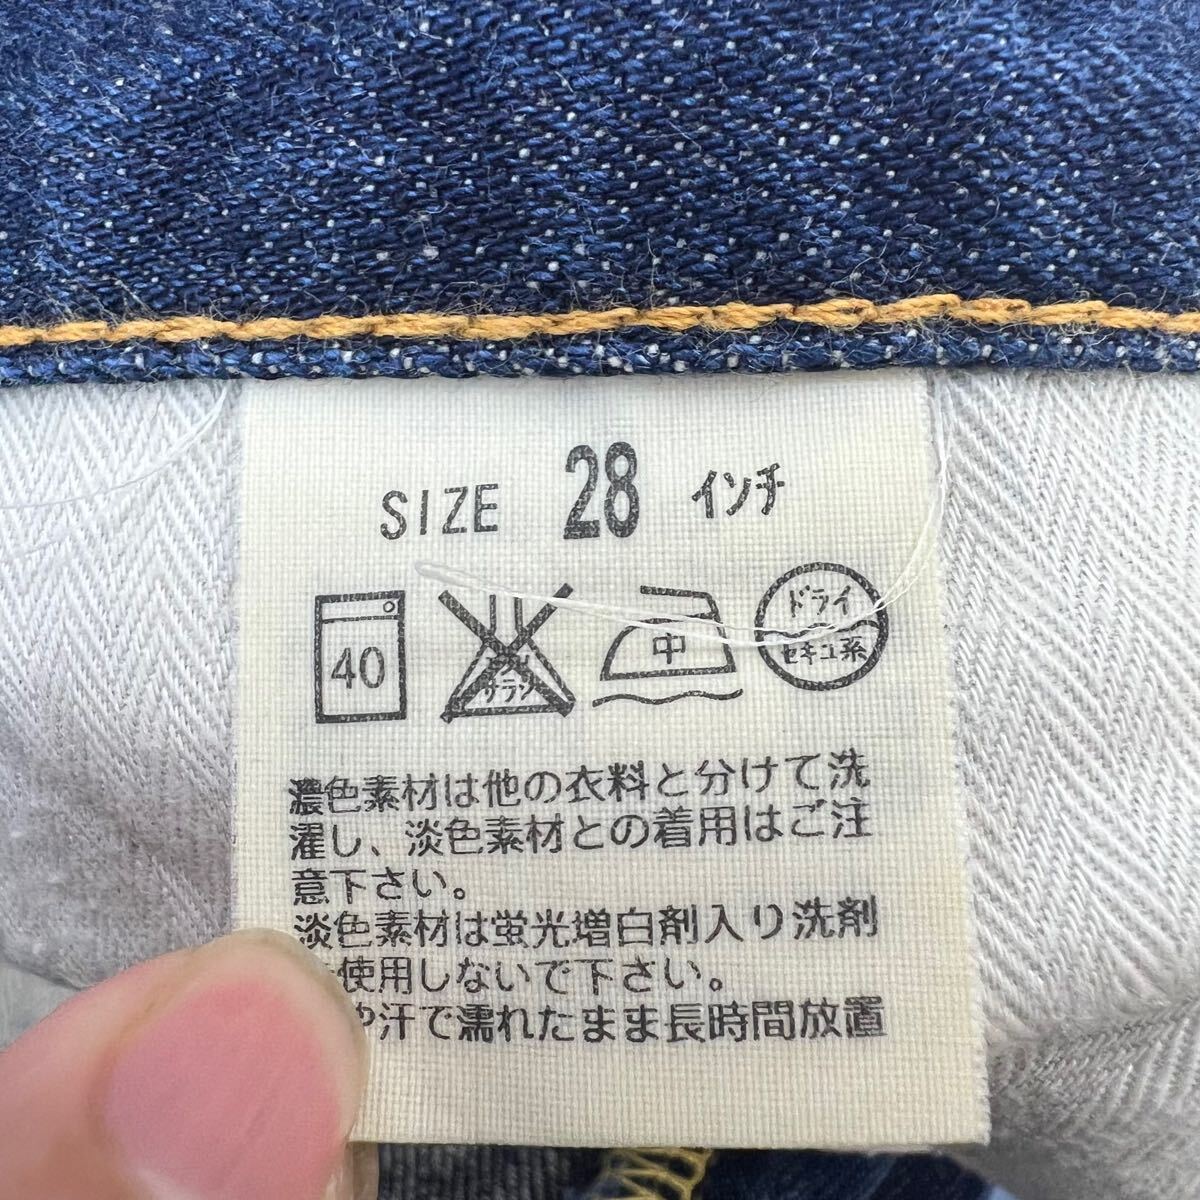 SIZE 28 インチ
40 サラシ 中 ドライ
セキユ系
濃色素材は他の衣料と分けて洗
濯し、淡色素材との着用はご注
意下さい。
淡色素材は蛍光増白剤入り洗剤
使用しないで下さい。
や汗で濡れたまま長時間放置